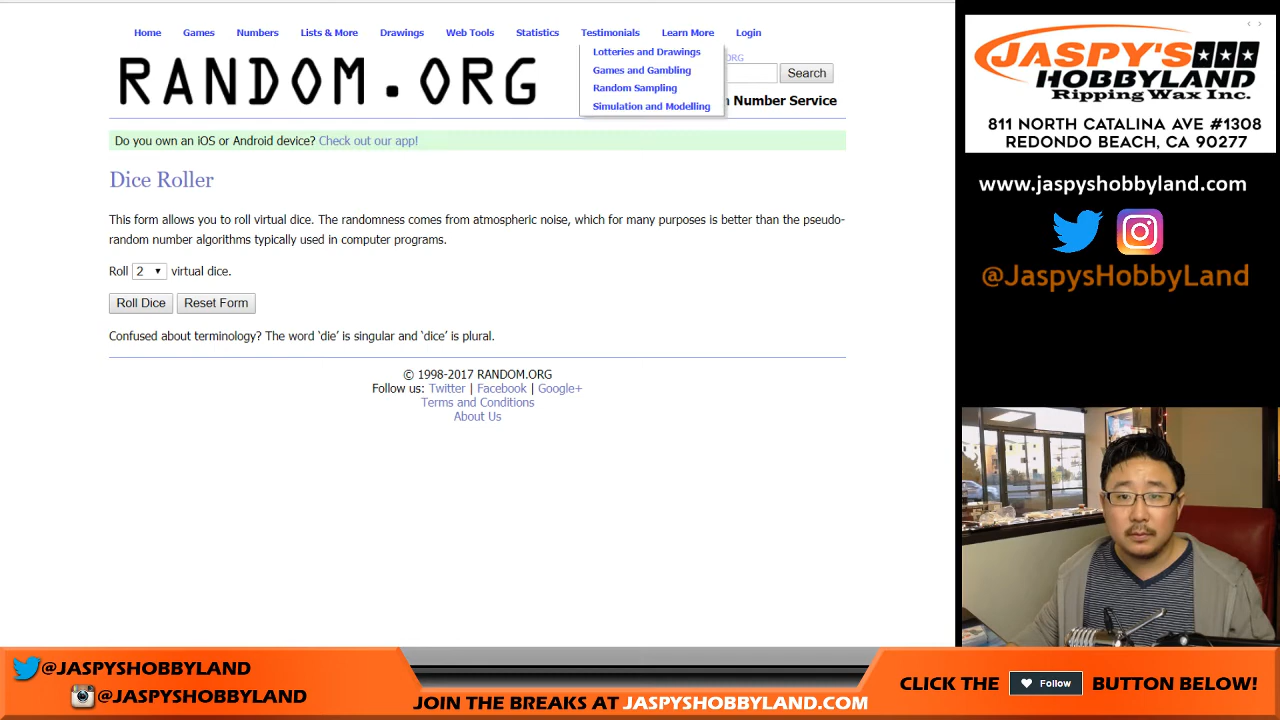 Home Games Numbers Lists & More Drawings Web Tools Statistics Testimonials Learn More Login
Lotteries and Drawings
Games and Gambling
Random Sampling
Simulation and Modelling
RANDOM.ORG
ORG
Search
Number Service
Do you own an iOS or Android device? Check out our app!
Dice Roller
This form allows you to roll virtual dice. The randomness comes from atmospheric noise, which for many purposes is better than the pseudo-
random number algorithms typically used in computer programs.
Roll 2 virtual dice.
Roll Dice Reset Form
Confused about terminology? The word ‘die’ is singular and ‘dice’ is plural.
© 1998-2017 RANDOM.ORG
Follow us: Twitter | Facebook | Google+
Terms and Conditions
About Us
JASPY'S
HOBBYLAND
Ripping Wax Inc.
811 NORTH CATALINA AVE #1308
REDONDO BEACH, CA 90277
www.jaspyshobbyland.com
@JaspysHobbyLand
@JASPYSHOBBYLAND
@JASPYSHOBBYLAND
JOIN THE BREAKS AT JASPYSHOBBYLAND.COM
CLICK THE Follow BUTTON BELOW!